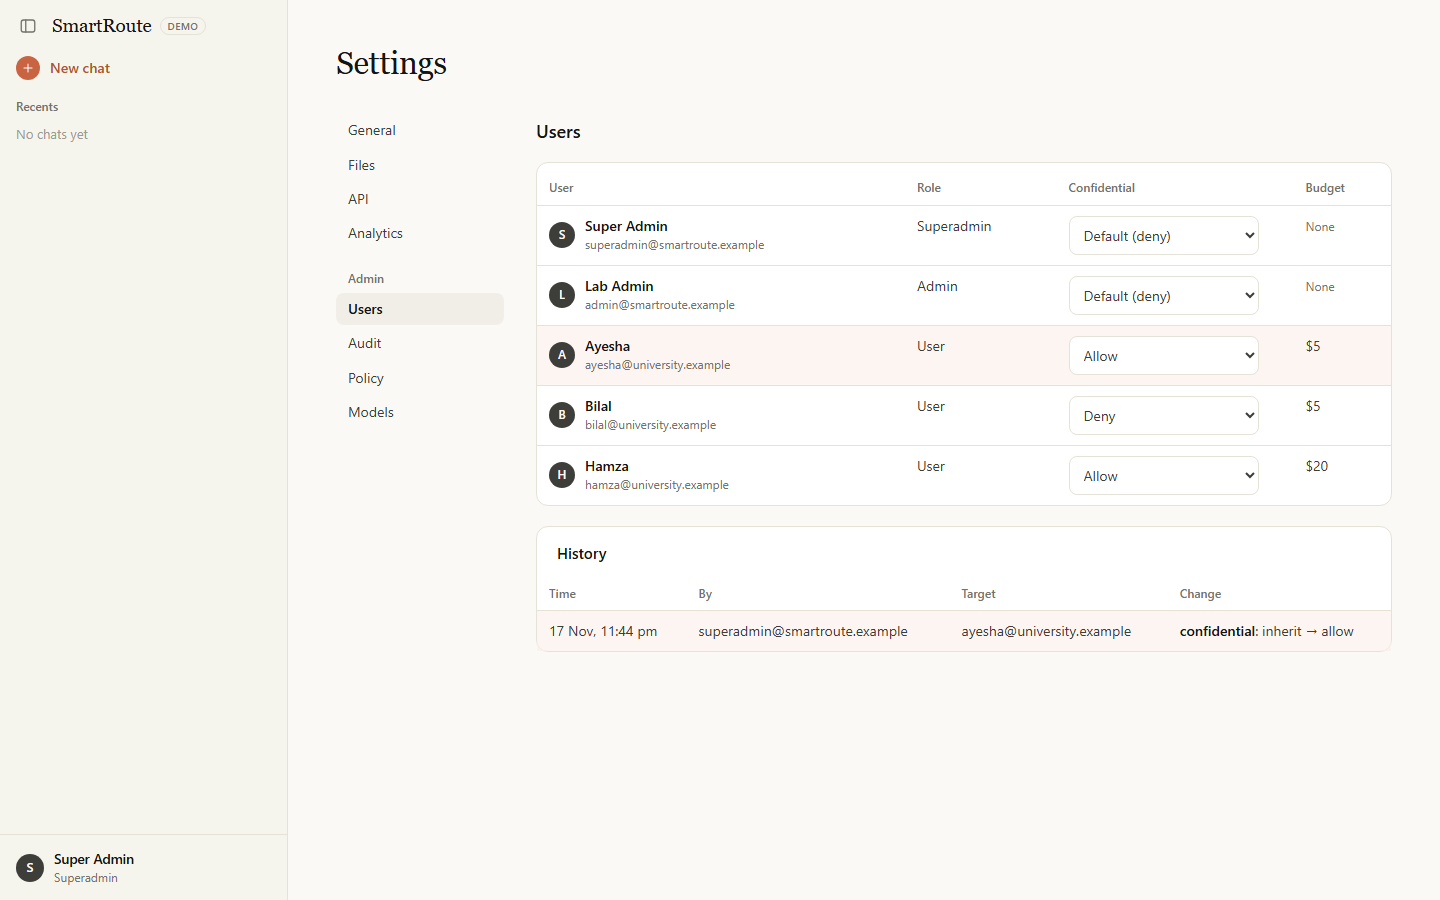 SmartRoute DEMO
New chat
Recents
No chats yet
Settings
General
Files
API
Analytics
Admin
Users
Audit
Policy
Models
Users
User Role Confidential Budget
S Super Admin Superadmin Default (deny) None
superadmin@smartroute.example
L Lab Admin Admin Default (deny) None
admin@smartroute.example
A Ayesha User Allow $5
ayesha@university.example
B Bilal User Deny $5
bilal@university.example
H Hamza User Allow $20
hamza@university.example
History
Time By Target Change
17 Nov, 11:44 pm superadmin@smartroute.example ayesha@university.example confidential: inherit → allow
S Super Admin
Superadmin